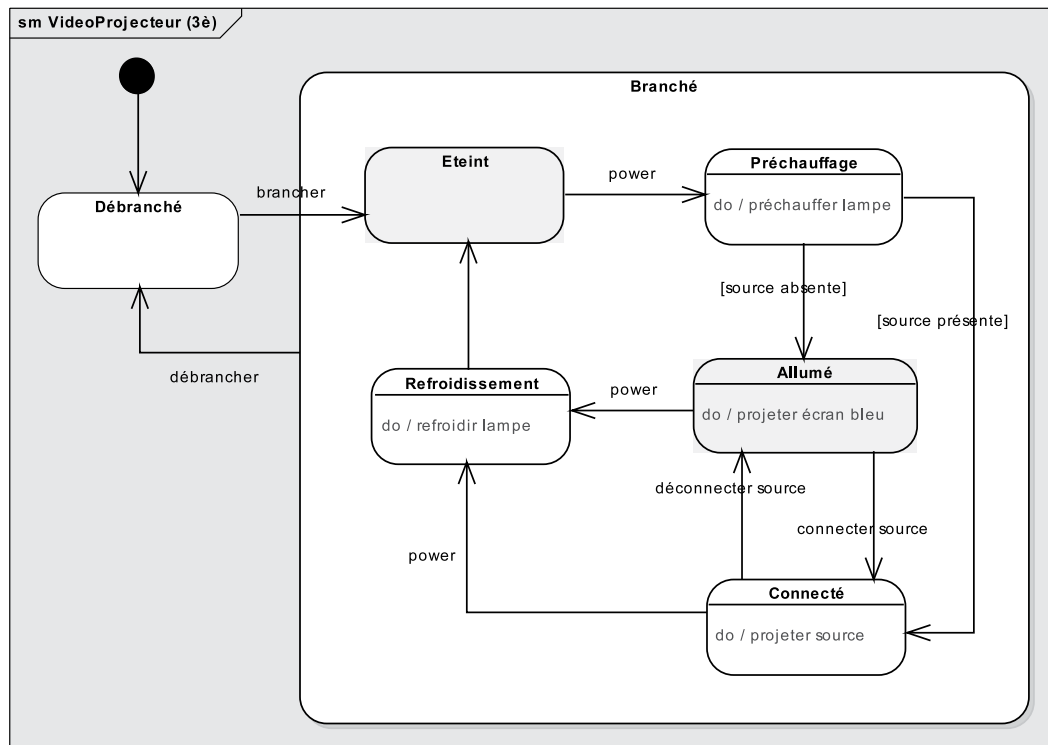 sm VideoProjecteur (3è)
Branché
Eteint
Préchauffage
do / préchauffer lampe
power
brancher
Débranché
[source absente]
[source présente]
débrancher
Refroidissement
do / refroidir lampe
power
Allumé
do / projeter écran bleu
déconnecter source
connecter source
power
Connecté
do / projeter source